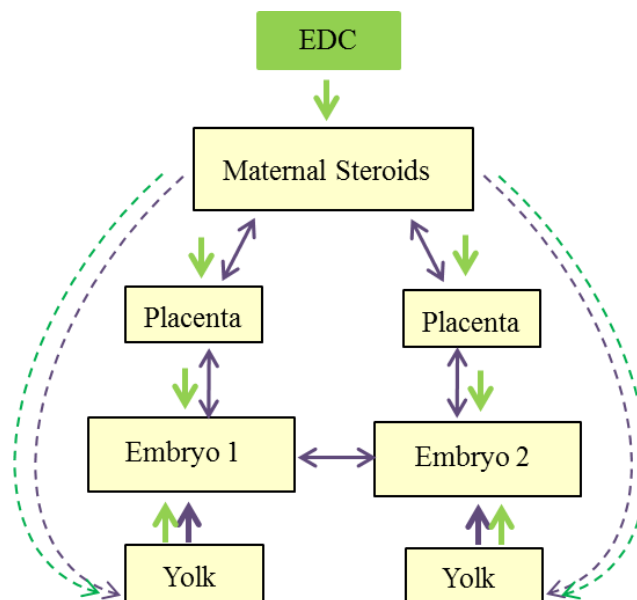 EDC
Maternal Steroids
Placenta
Placenta
Embryo 1
Embryo 2
Yolk
Yolk